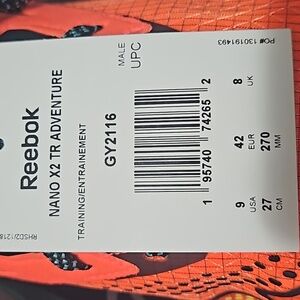 Reebok
NANO X2 TR ADVENTURE
TRAINING/ENTRAINEMENT
GY2116
MALE
UPC
1 95740 74265 2
9 42 8
USA EUR UK
27 270
CM MM
PO# 130191493